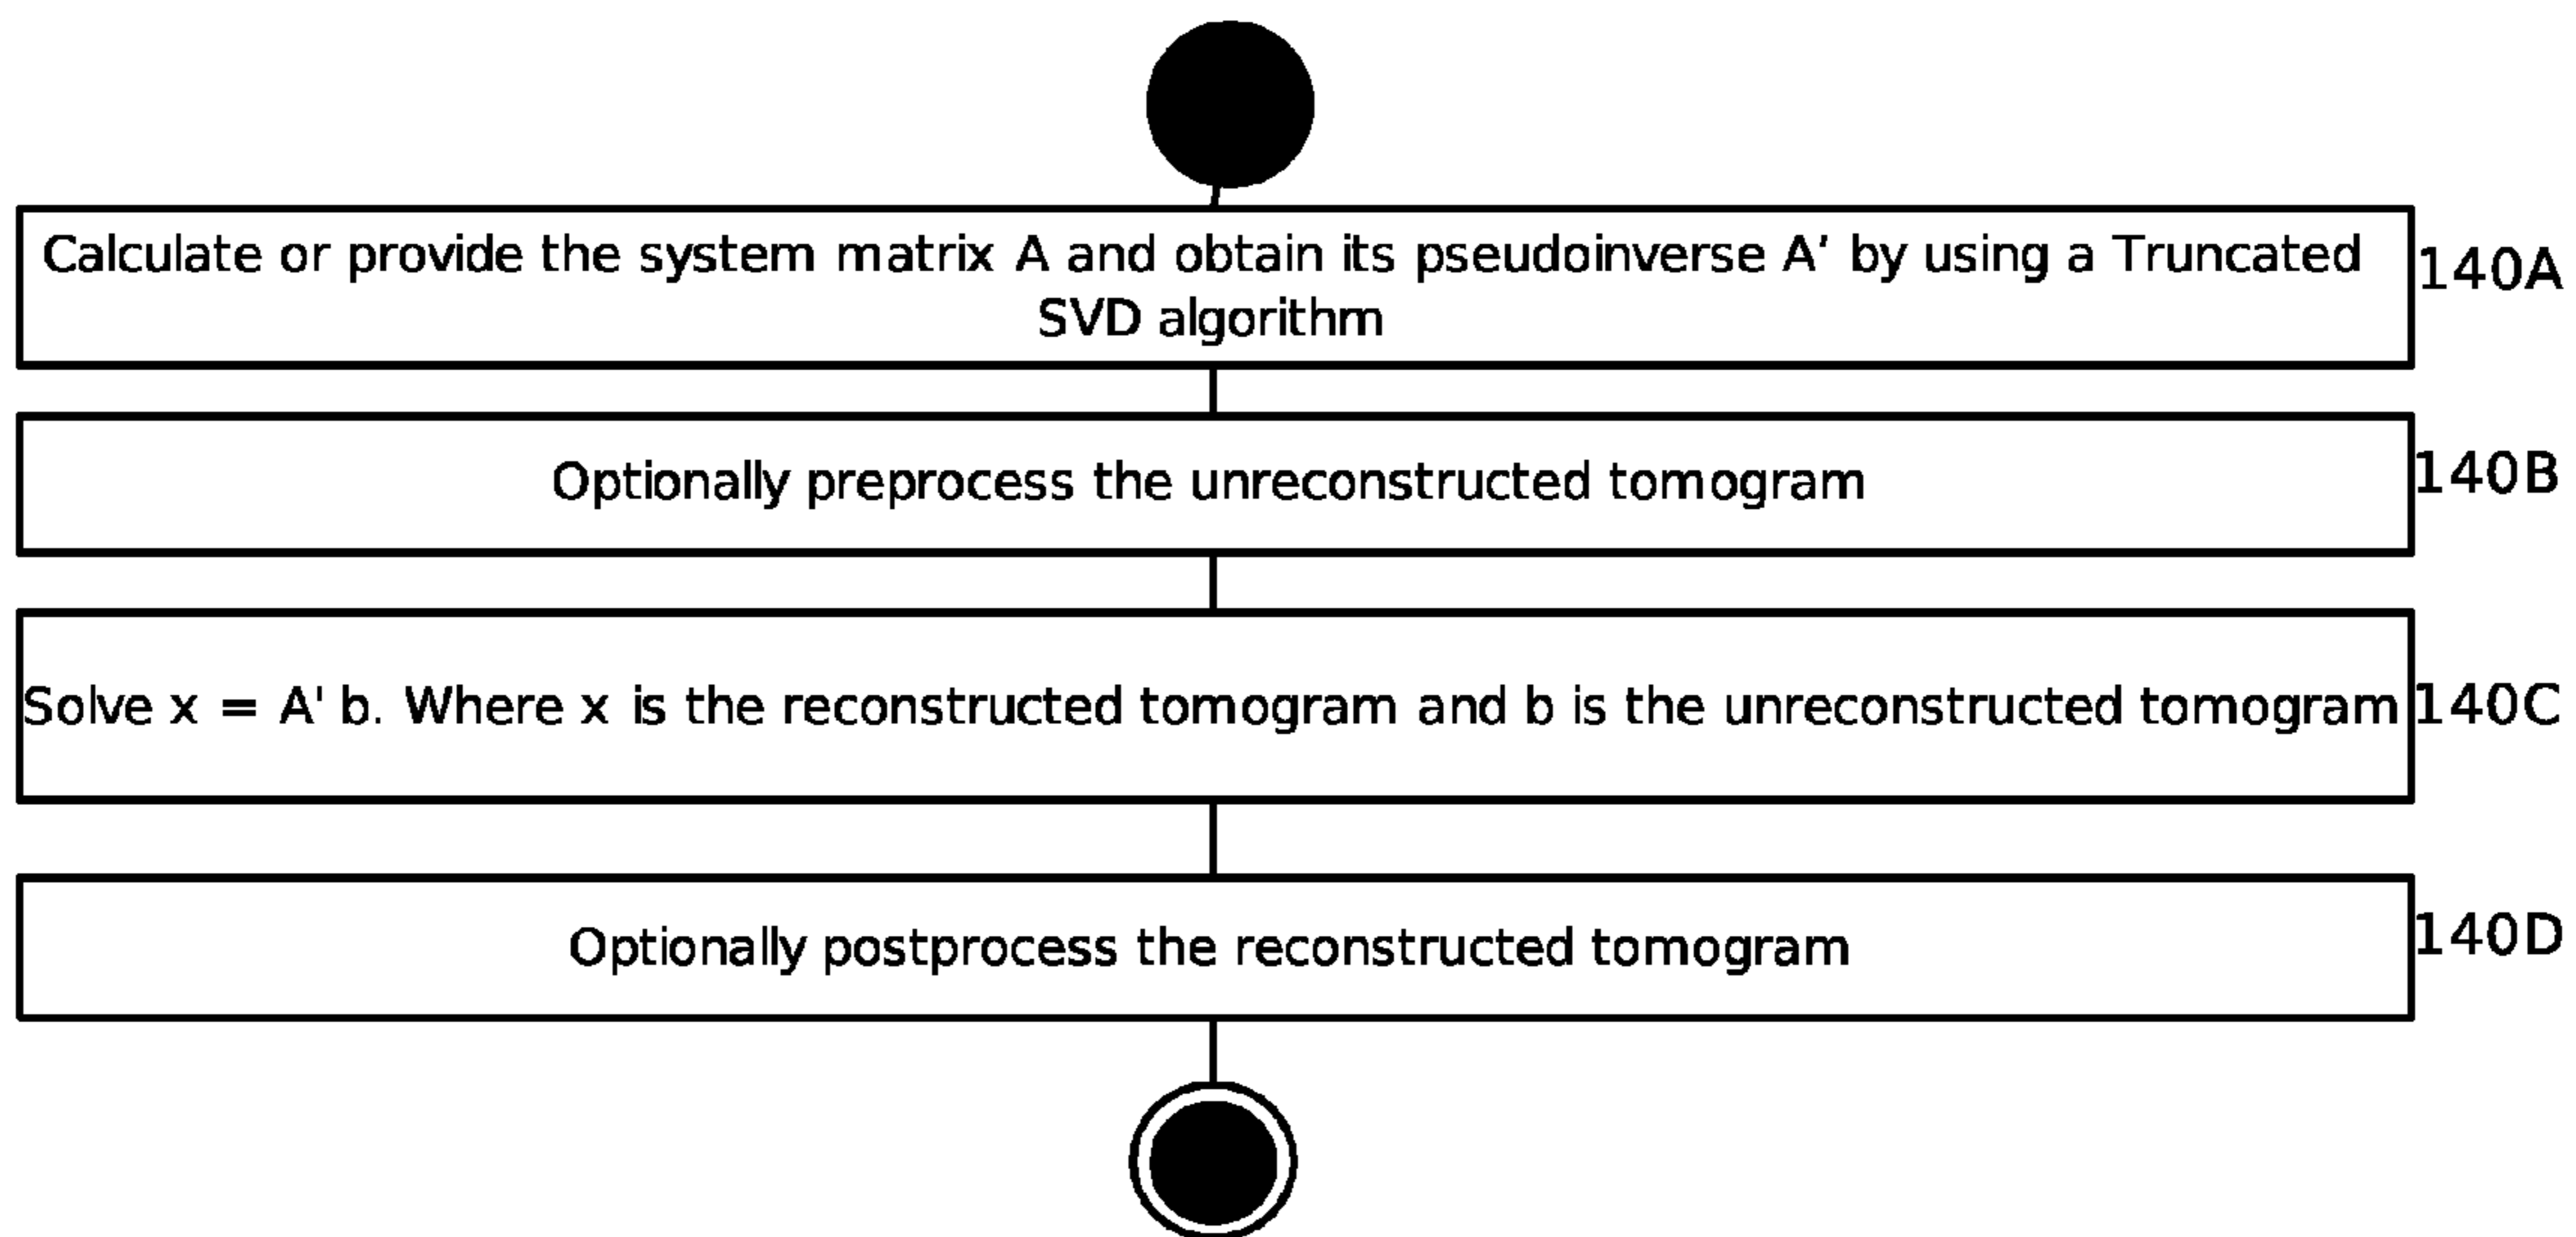 Calculate or provide the system matrix A and obtain its pseudoinverse A' by using a Truncated
SVD algorithm
140A
Optionally preprocess the unreconstructed tomogram
140B
Solve x = A' b. Where x is the reconstructed tomogram and b is the unreconstructed tomogram
140C
Optionally postprocess the reconstructed tomogram
140D